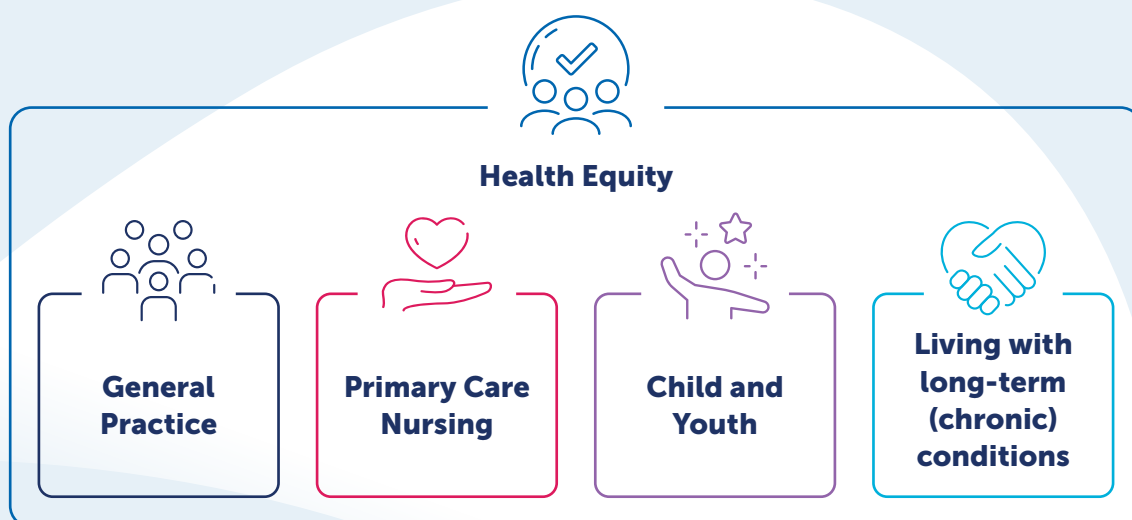 Health Equity
General
Practice
Primary Care
Nursing
Child and
Youth
Living with
long-term
(chronic)
conditions